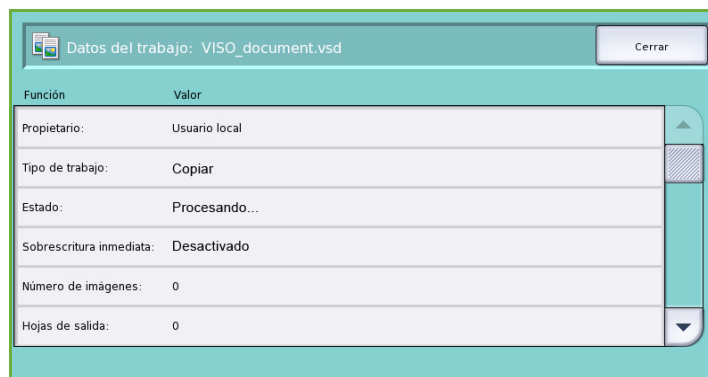 Datos del trabajo: VISO_document.vsd
Cerrar
Función Valor
Propietario: Usuario local
Tipo de trabajo: Copiar
Estado: Procesando...
Sobrescritura inmediata: Desactivado
Número de imágenes: 0
Hojas de salida: 0